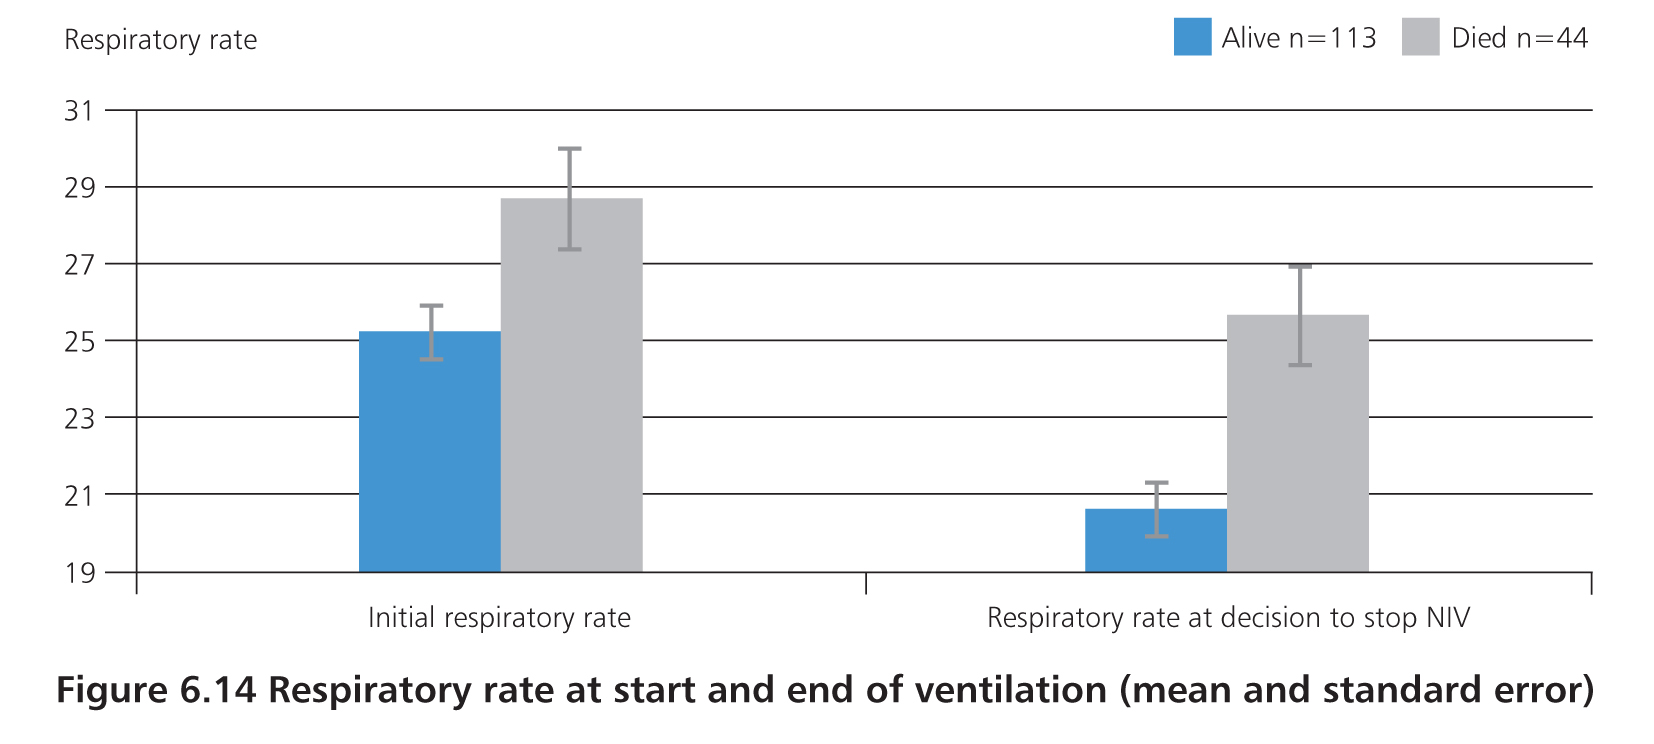 Respiratory rate
Alive n=113 Died n=44
31
29
27
25
23
21
19
Initial respiratory rate
Respiratory rate at decision to stop NIV
Figure 6.14 Respiratory rate at start and end of ventilation (mean and standard error)